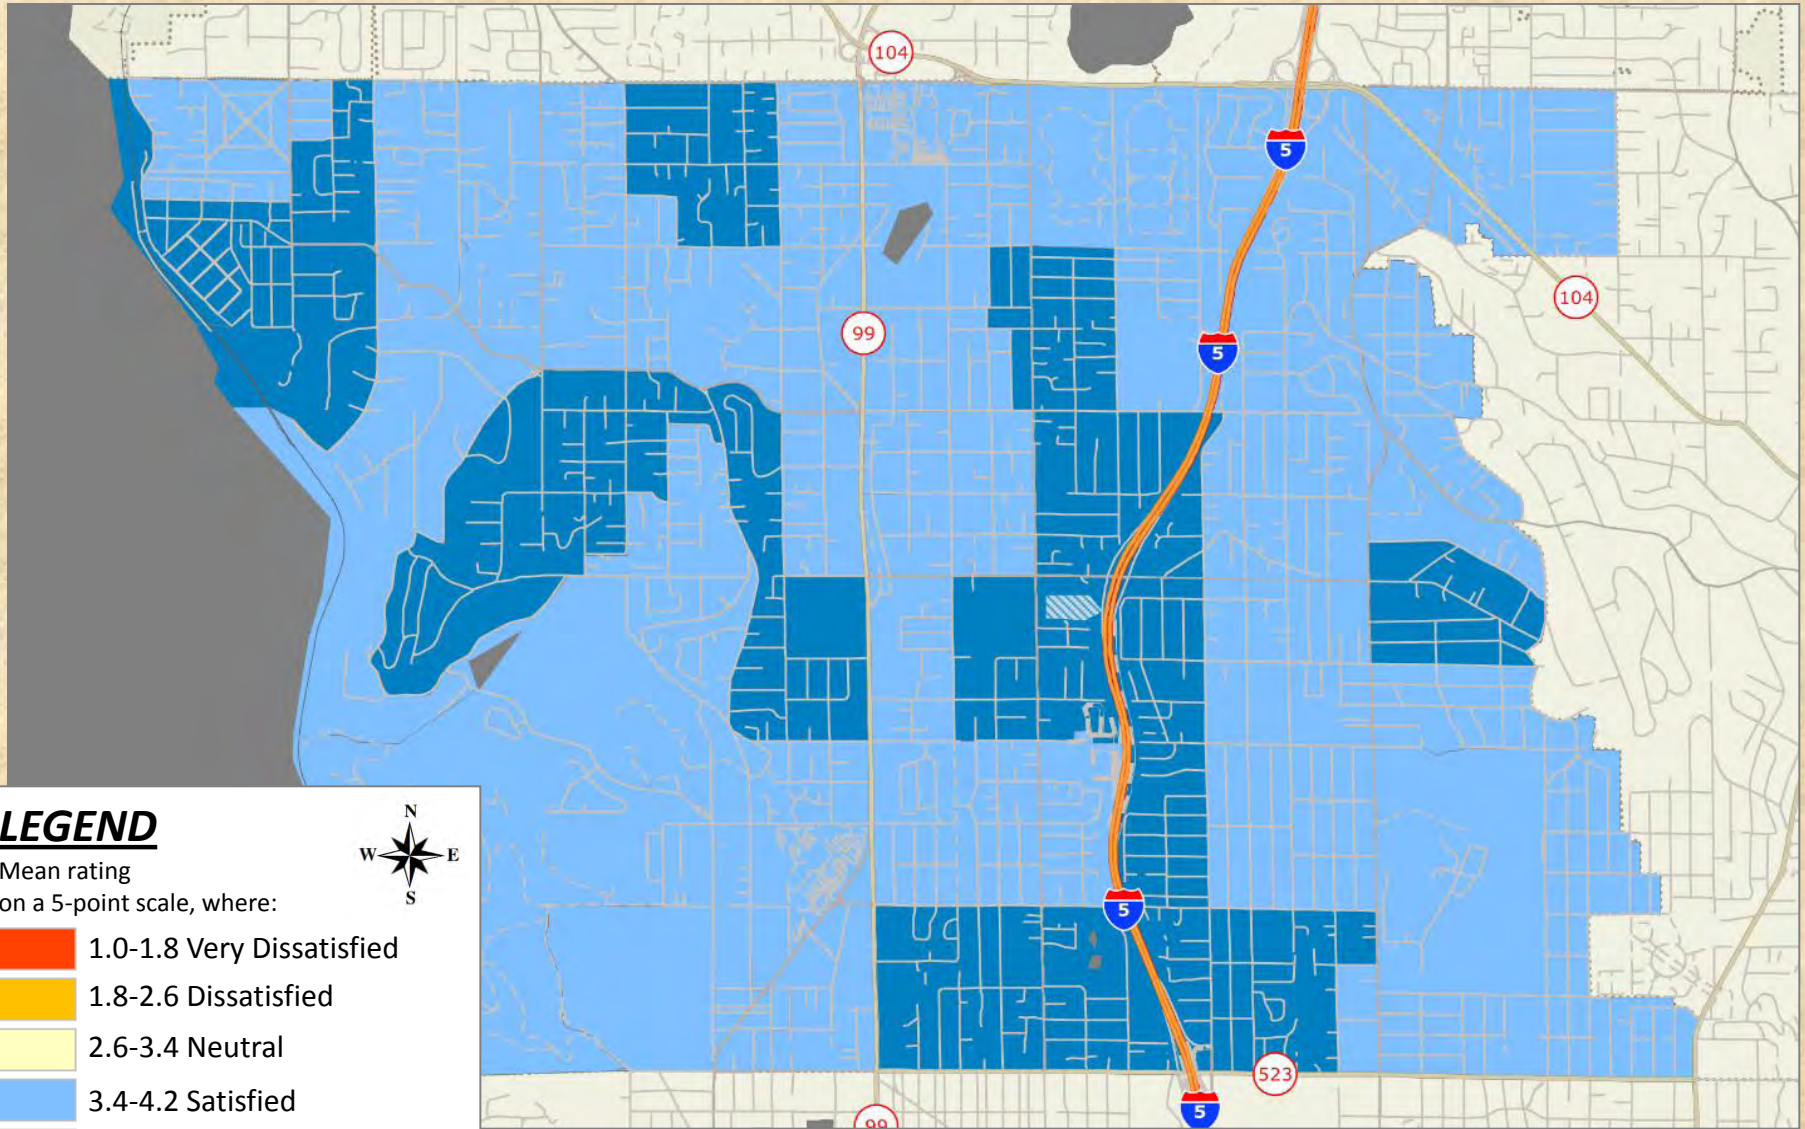 104
5
104
99
5
LEGEND
N
W E
S
Mean rating
on a 5-point scale, where:
1.0-1.8 Very Dissatisfied
1.8-2.6 Dissatisfied
2.6-3.4 Neutral
3.4-4.2 Satisfied
5
523
5
99